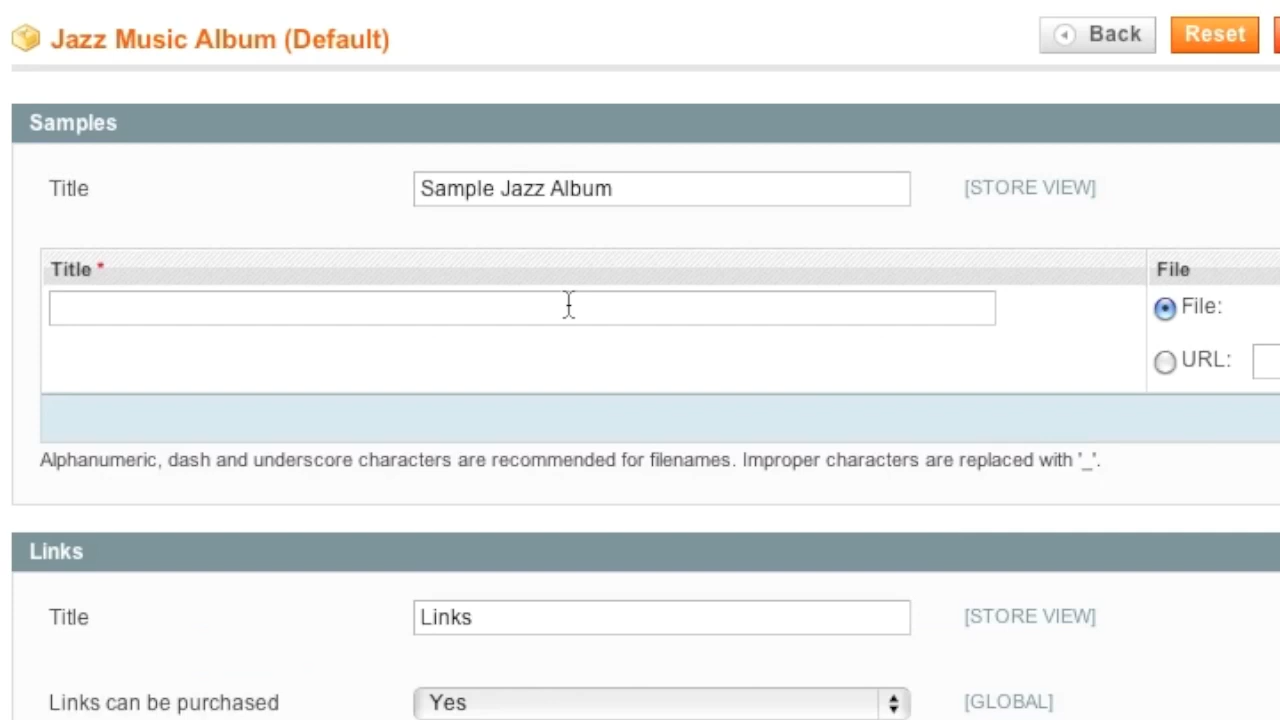 Jazz Music Album (Default)
Back
Reset
Samples
Title
Sample Jazz Album
[STORE VIEW]
Title *
File
File:
URL:
Alphanumeric, dash and underscore characters are recommended for filenames. Improper characters are replaced with '_'.
Links
Title
Links
[STORE VIEW]
Links can be purchased
Yes
[GLOBAL]